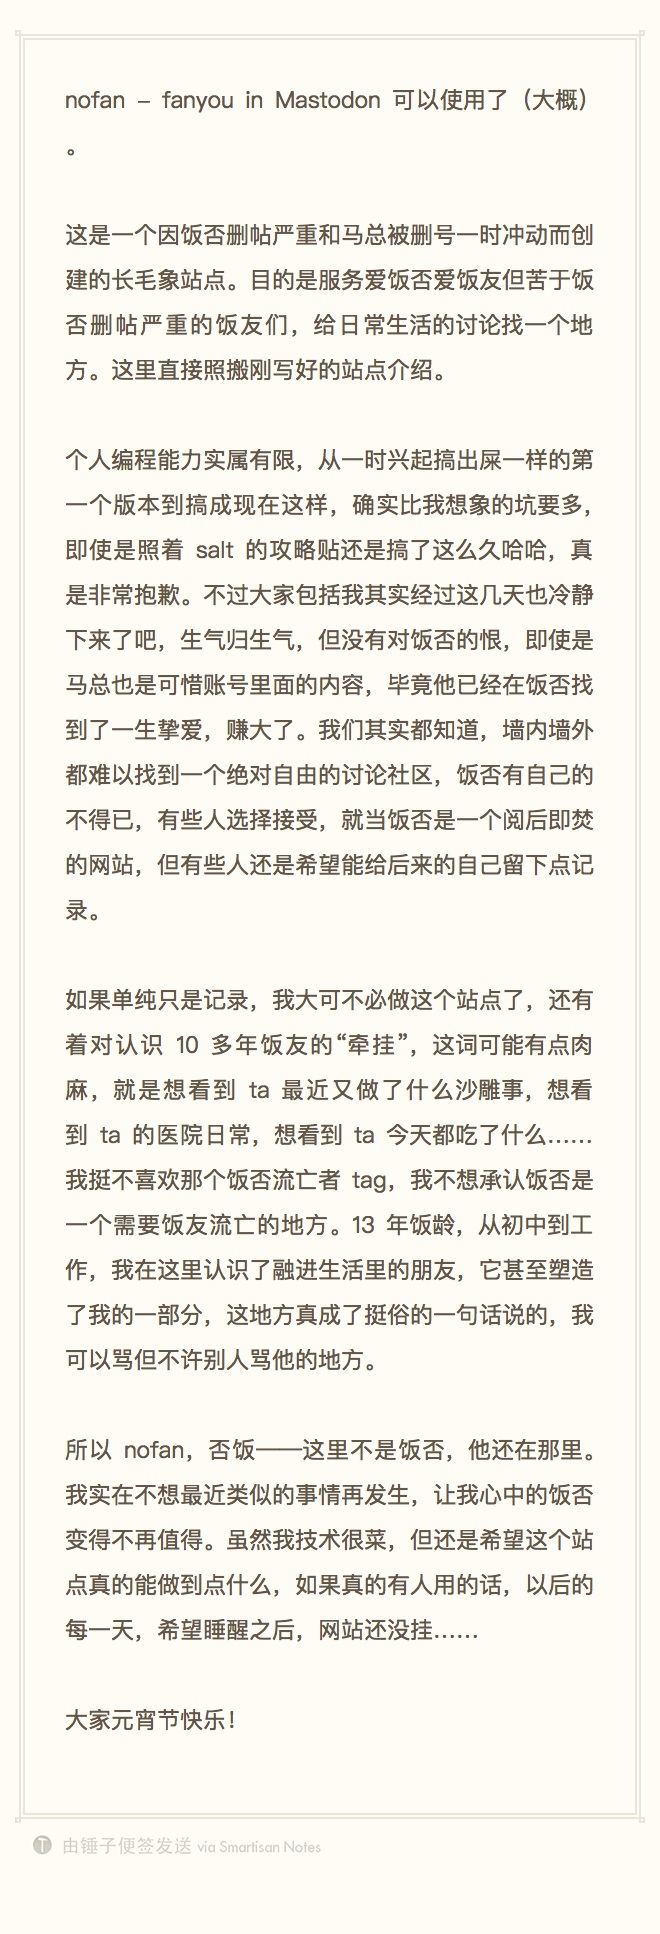 nofan – fanyou in Mastodon 可以使用了（大概）
。
这是一个因饭否删帖严重和马总被删号一时冲动而创
建的长毛象站点。目的是服务爱饭否爱饭友但苦于饭
否删帖严重的饭友们，给日常生活的讨论找一个地
方。这里直接照搬刚写好的站点介绍。
个人编程能力实属有限，从一时兴起搞出屎一样的第
一个版本到搞成现在这样，确实比我想象的坑要多，
即使是照着 salt 的攻略贴还是搞了这么久哈哈，真
是非常抱歉。不过大家包括我其实经过这几天也冷静
下来了吧，生气归生气，但没有对饭否的恨，即使是
马总也是可惜账号里面的内容，毕竟他已经在饭否找
到了一生挚爱，赚大了。我们其实都知道，墙内墙外
都难以找到一个绝对自由的讨论社区，饭否有自己的
不得已，有些人选择接受，就当饭否是一个阅后即焚
的网站，但有些人还是希望能给后来的自己留下点记
录。
如果单纯只是记录，我大可不必做这个站点了，还有
着对认识 10 多年饭友的“牵挂”，这词可能有点肉
麻，就是想看到 ta 最近又做了什么沙雕事，想看
到 ta 的医院日常，想看到 ta 今天都吃了什么……
我挺不喜欢那个饭否流亡者 tag，我不想承认饭否是
一个需要饭友流亡的地方。13 年饭龄，从初中到工
作，我在这里认识了融进生活里的朋友，它甚至塑造
了我的一部分，这地方真成了挺俗的一句话说的，我
可以骂但不许别人骂他的地方。
所以 nofan，否饭——这里不是饭否，他还在那里。
我实在不想最近类似的事情再发生，让我心中的饭否
变得不再值得。虽然我技术很菜，但还是希望这个站
点真的能做到点什么，如果真的有人用的话，以后的
每一天，希望睡醒之后，网站还没挂……
大家元宵节快乐！
T 由锤子便签发送 via Smartisan Notes